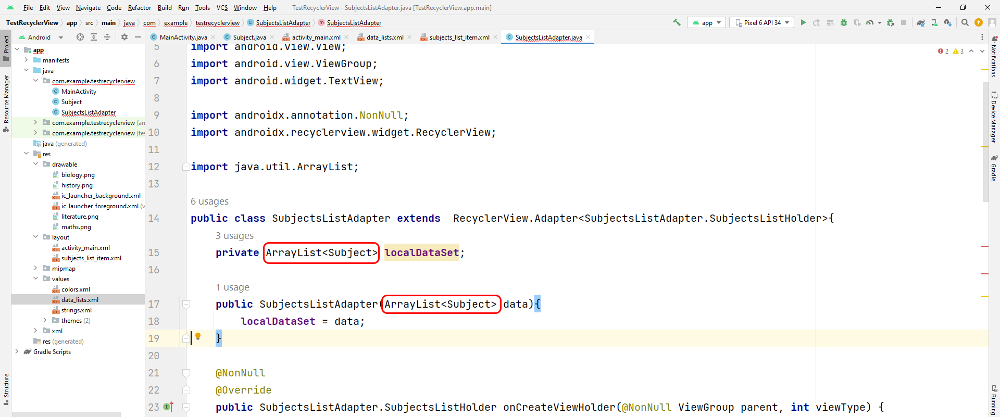 File Edit View Navigate Code Refactor Build Run Tools VCS Window Help TestRecyclerView - SubjectsListAdapter.java [TestRecyclerView.app.main]
TestRecyclerView app src main java com example testrecyclerview SubjectsListAdapter SubjectsListAdapter app Pixel 6 API 34
Android MainActivity.java Subject.java activity_main.xml data_lists.xml subjects_list_item.xml SubjectsListAdapter.java
Project
Resource Manager
Structure
app
manifests
java
com.example.testrecyclerview
MainActivity
Subject
SubjectsListAdapter
com.example.testrecyclerview (an
com.example.testrecyclerview (te
java (generated)
res
drawable
biology.png
history.png
ic_launcher_background.xml
ic_launcher_foreground.xml (v
literature.png
maths.png
layout
activity_main.xml
subjects_list_item.xml
mipmap
values
colors.xml
data_lists.xml
strings.xml
themes (2)
xml
res (generated)
Gradle Scripts
2 3
5 import android.view.View;
6 import android.view.ViewGroup;
7 import android.widget.TextView;
8
9 import androidx.annotation.NonNull;
10 import androidx.recyclerview.widget.RecyclerView;
11
12 import java.util.ArrayList;
13
6 usages
14 public class SubjectsListAdapter extends  RecyclerView.Adapter<SubjectsListAdapter.SubjectsListHolder>{
3 usages
15 private ArrayList<Subject> localDataSet;
16
1 usage
17 public SubjectsListAdapter(ArrayList<Subject> data){
18 localDataSet = data;
19 }
20
21 @NonNull
22 @Override
23 public SubjectsListAdapter.SubjectsListHolder onCreateViewHolder(@NonNull ViewGroup parent, int viewType) {
Notifications
Device Manager
Gradle
Running